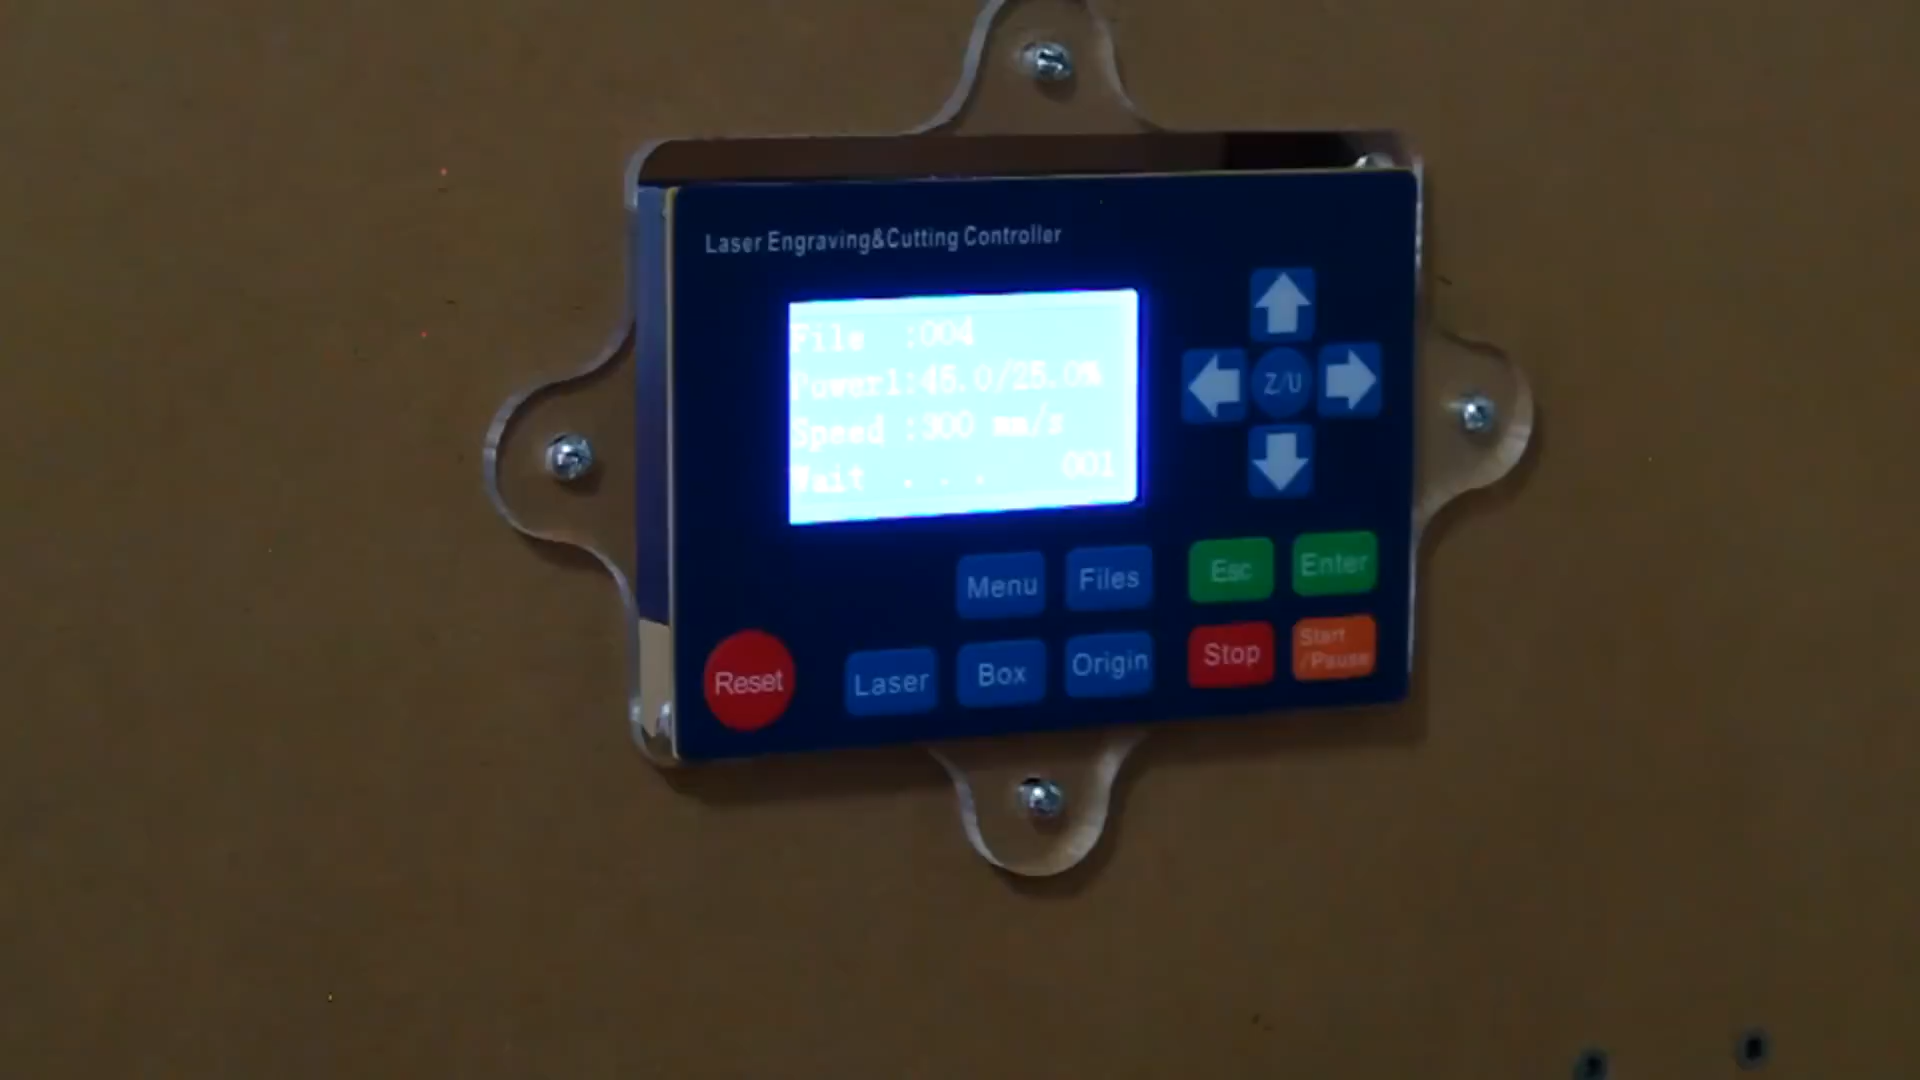 Laser Engraving&Cutting Controller
File :004
Power1:45.0/25.0%
Speed :300 mm/s
Wait . . . 001
Z/U
Menu Files Esc Enter
Reset Laser Box Origin Stop Start
/Pause